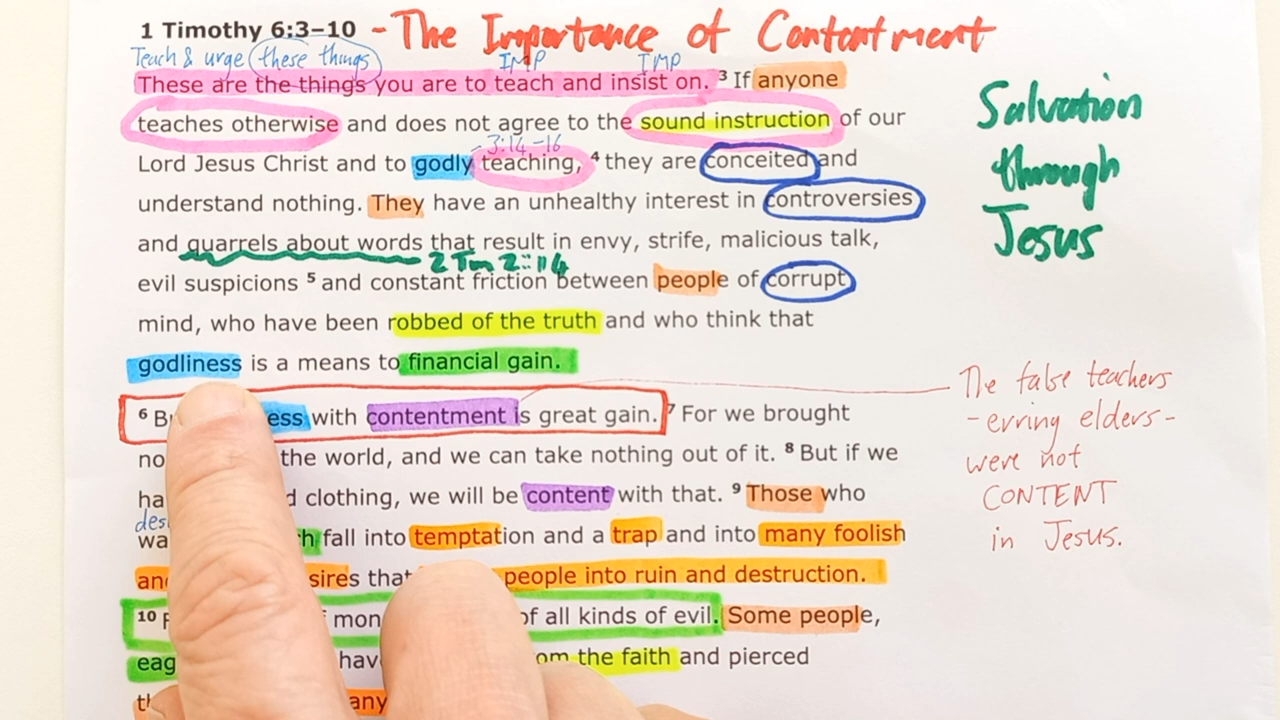 1 Timothy 6:3–10 - The Importance of Contentment
Teach & urge these things IMP IMP
These are the things you are to teach and insist on. ³ If anyone
teaches otherwise and does not agree to the sound instruction of our
3:14-16
Lord Jesus Christ and to godly teaching, ⁴ they are conceited and
understand nothing. They have an unhealthy interest in controversies
and quarrels about words that result in envy, strife, malicious talk,
2 Tm 2:14
evil suspicions ⁵ and constant friction between people of corrupt
mind, who have been robbed of the truth and who think that
godliness is a means to financial gain.
⁶ B ess with contentment is great gain. ⁷ For we brought
no the world, and we can take nothing out of it. ⁸ But if we
ha d clothing, we will be content with that. ⁹ Those who
des
wa h fall into temptation and a trap and into many foolish
and sires that people into ruin and destruction.
¹⁰ F f mon of all kinds of evil. Some people,
eag hav om the faith and pierced
th any
Salvation
through
Jesus
The false teachers
- erring elders -
were not
CONTENT
in Jesus.